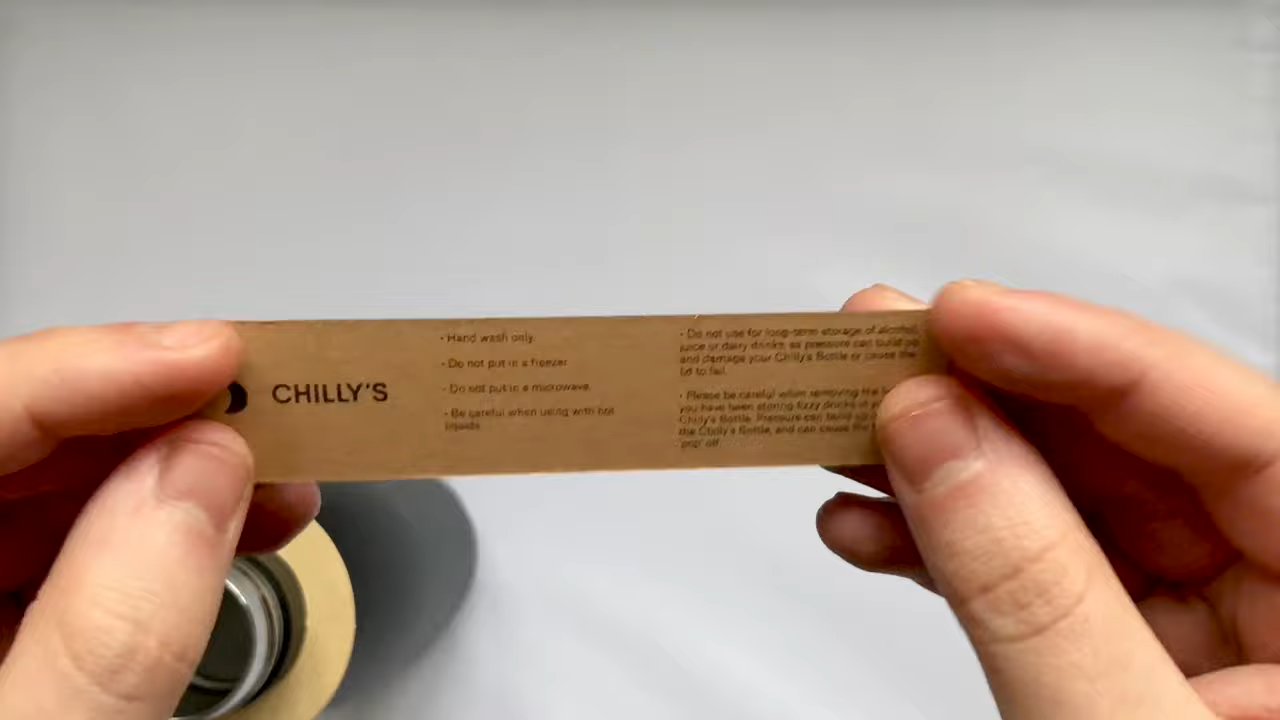 CHILLY'S
• Hand wash only.
• Do not put in a freezer.
• Do not put in a microwave.
• Be careful when using with hot
liquids.
• Do not use for long-term storage of alcohol,
juice or dairy drinks, as pressure can build up
and damage your Chilly's Bottle or cause the
lid to fail.
• Please be careful when removing the
you have been storing fizzy drinks in
Chilly's Bottle. Pressure can build up
the Chilly's Bottle, and can cause the
'pop' off.